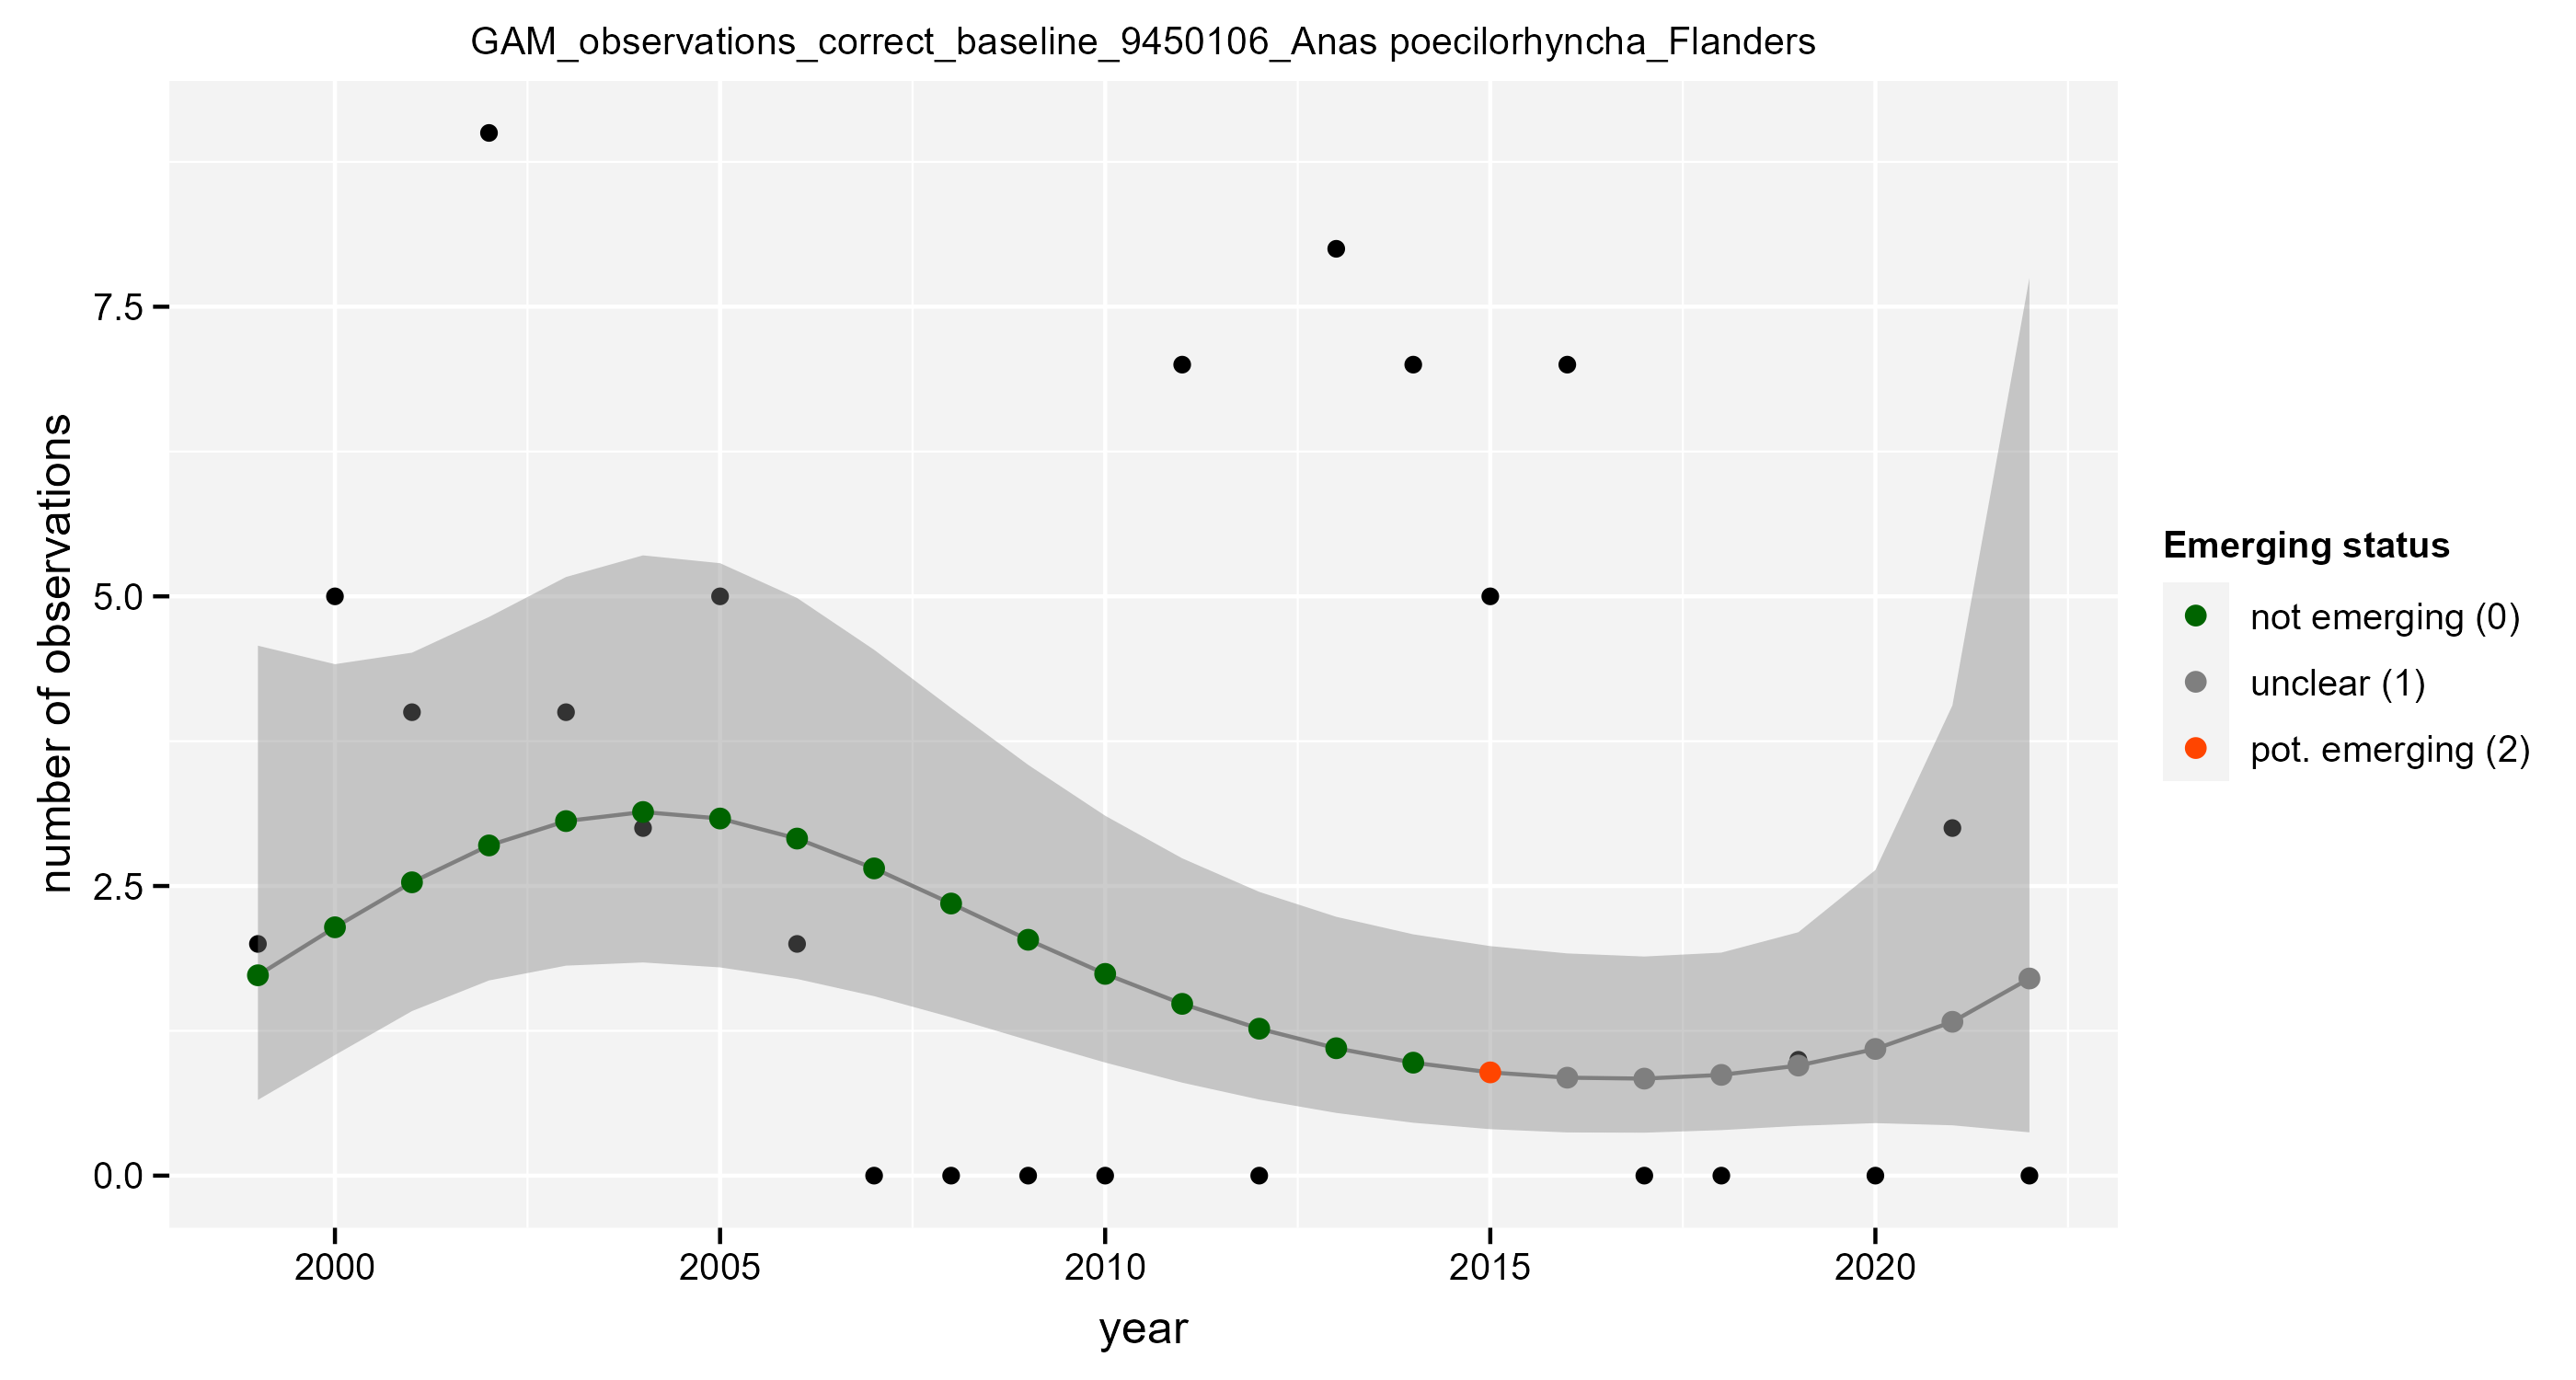 GAM_observations_correct_baseline_9450106_Anas poecilorhyncha_Flanders
number of observations
7.5
5.0
2.5
0.0
2000 2005 2010 2015 2020
year
Emerging status
not emerging (0)
unclear (1)
pot. emerging (2)